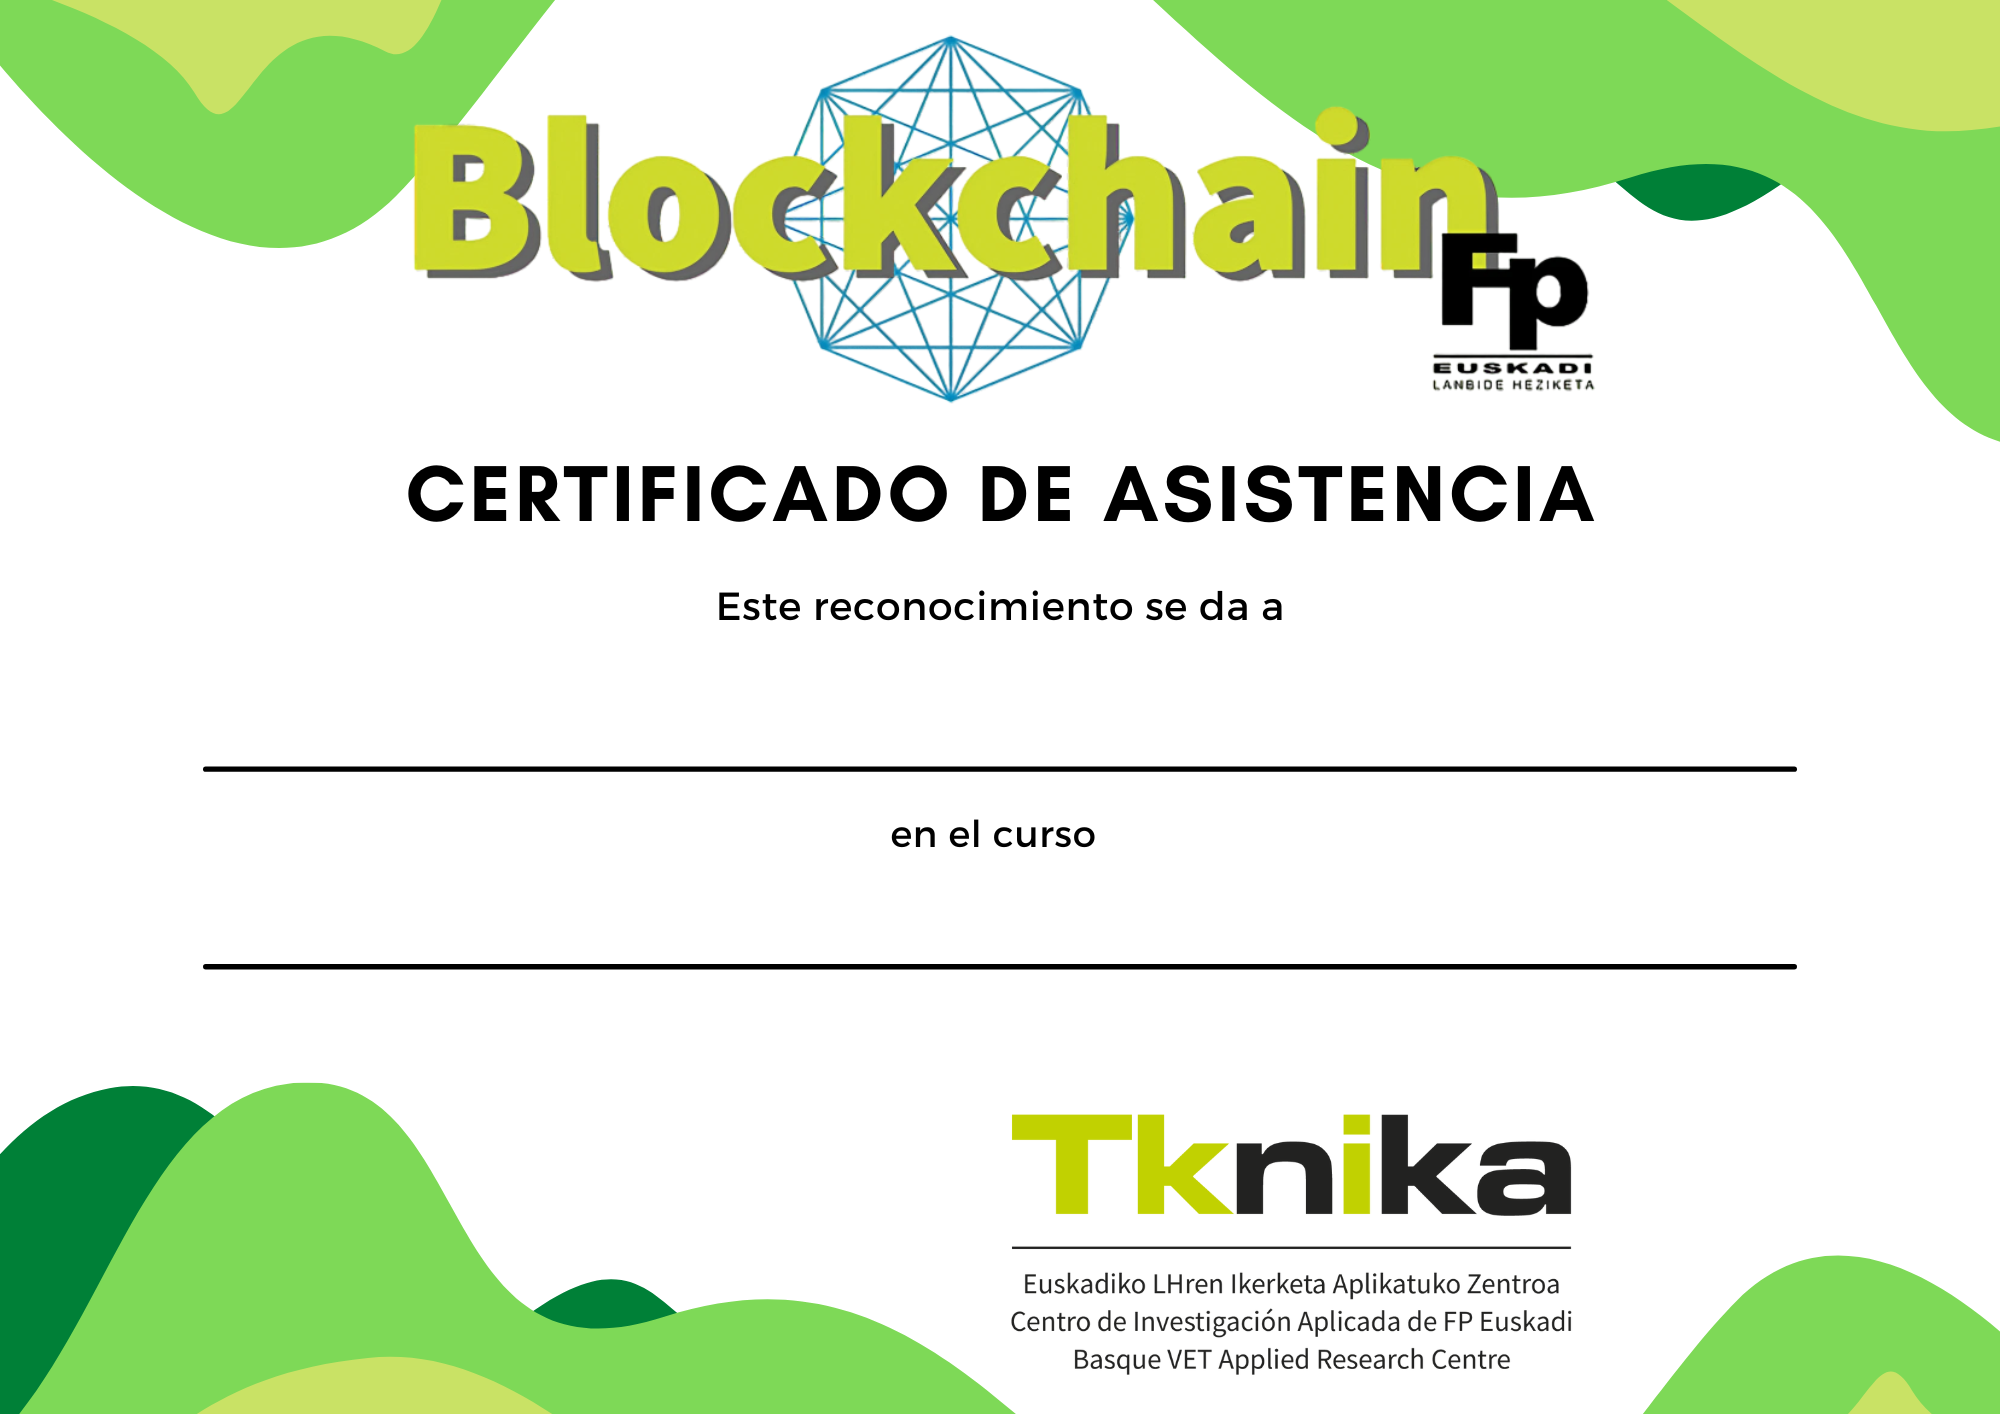 Blockchain
Fp
EUSKADI
LANBIDE HEZIKETA
CERTIFICADO DE ASISTENCIA
Este reconocimiento se da a
en el curso
Tknika
Euskadiko LHren Ikerketa Aplikatuko Zentroa
Centro de Investigación Aplicada de FP Euskadi
Basque VET Applied Research Centre